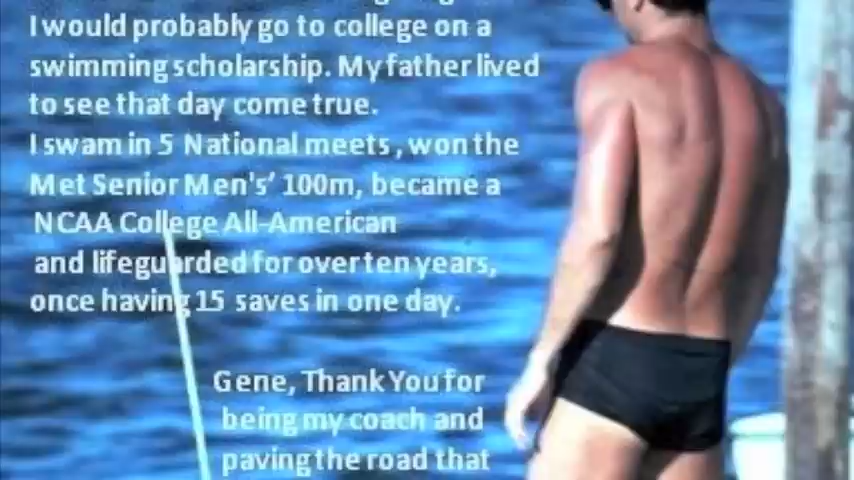 I would probably go to college on a
swimming scholarship. My father lived
to see that day come true.
I swam in 5 National meets, won the
Met Senior Men's' 100m, became a
NCAA College All-American
and lifeguarded for over ten years,
once having 15 saves in one day.
Gene, Thank You for
being my coach and
paving the road that